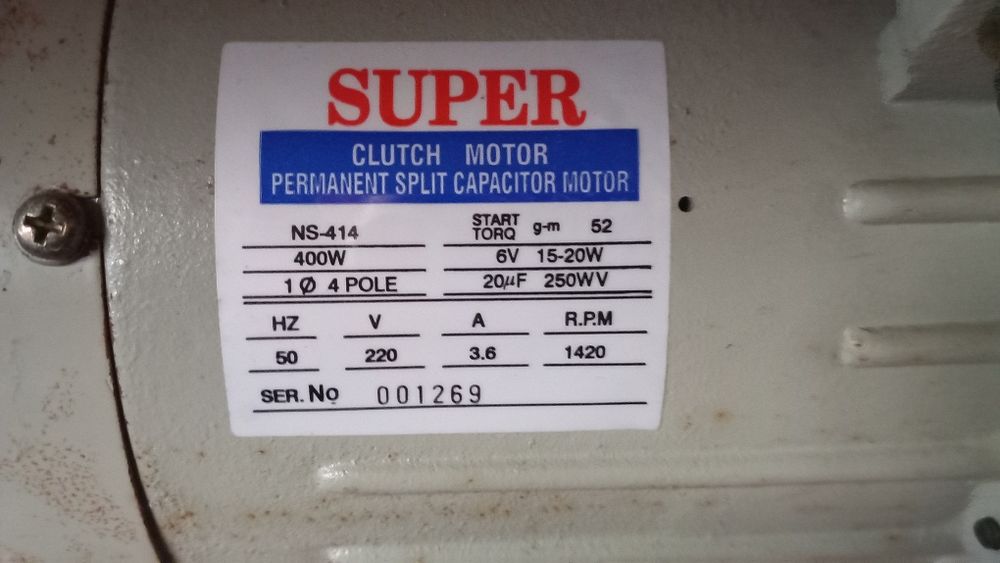 SUPER
CLUTCH MOTOR
PERMANENT SPLIT CAPACITOR MOTOR
NS-414 START TORQ g-m 52
400W 6V 15-20W
1 Ø 4 POLE 20µF 250WV
HZ V A R.P.M
50 220 3.6 1420
SER. No 001269